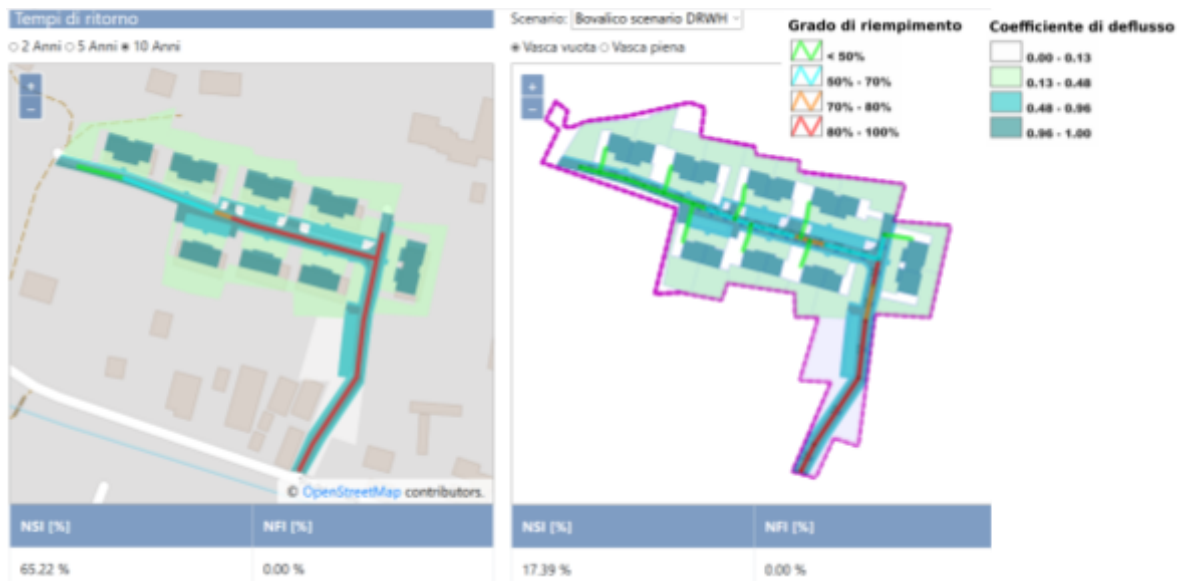 Tempi di ritorno
2 Anni 5 Anni 10 Anni
+
−
© OpenStreetMap contributors.
NSI [%] NFI [%]
65.22 % 0.00 %
Scenario: Bovalico scenario DRWH
Vasca vuota Vasca piena
+
−
Grado di riempimento
< 50%
50% - 70%
70% - 80%
80% - 100%
Coefficiente di deflusso
0.00 - 0.13
0.13 - 0.48
0.48 - 0.96
0.96 - 1.00
NSI [%] NFI [%]
17.39 % 0.00 %